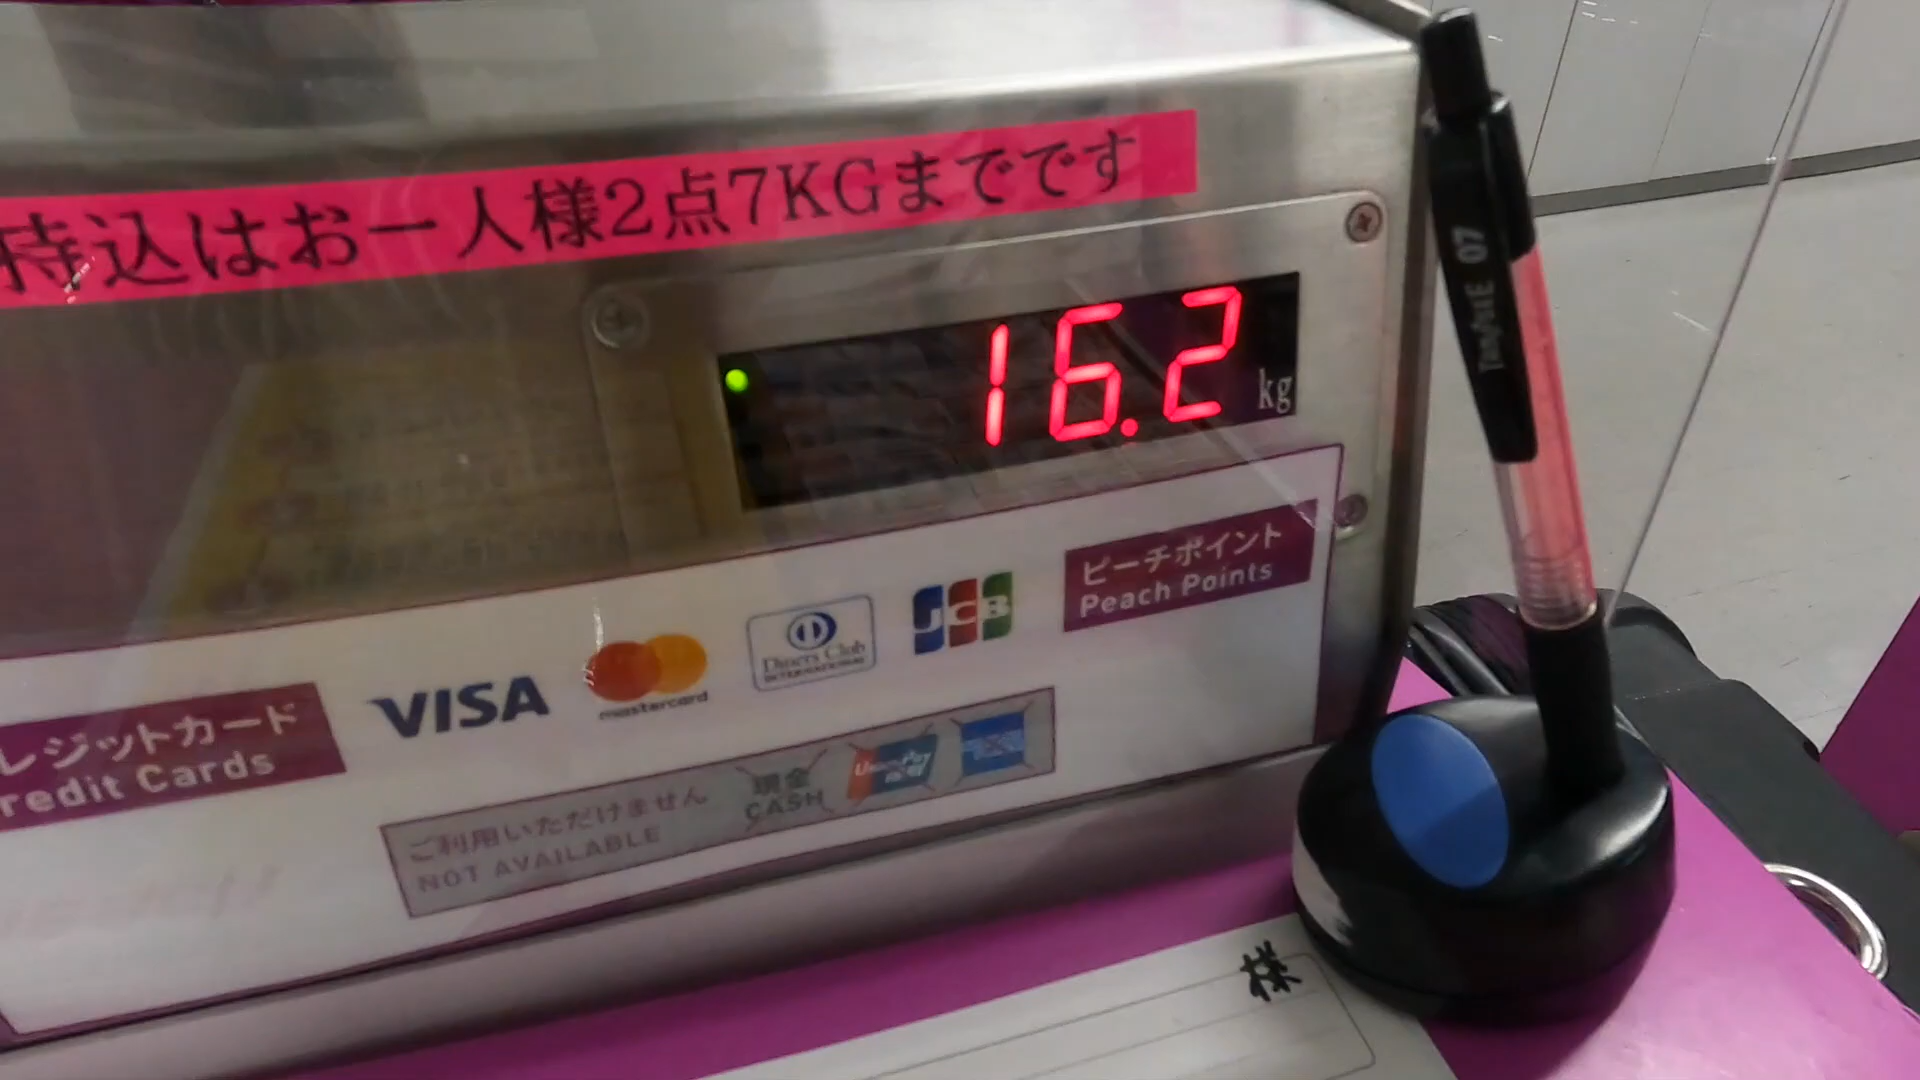 持込はお一人様2点7KGまでです
16.2
kg
ピーチポイント
Peach Points
レジットカード
redit Cards
VISA
mastercard
Diners Club
INTERNATIONAL
JCB
ご利用いただけません
NOT AVAILABLE
現金
CASH
UnionPay
様
07